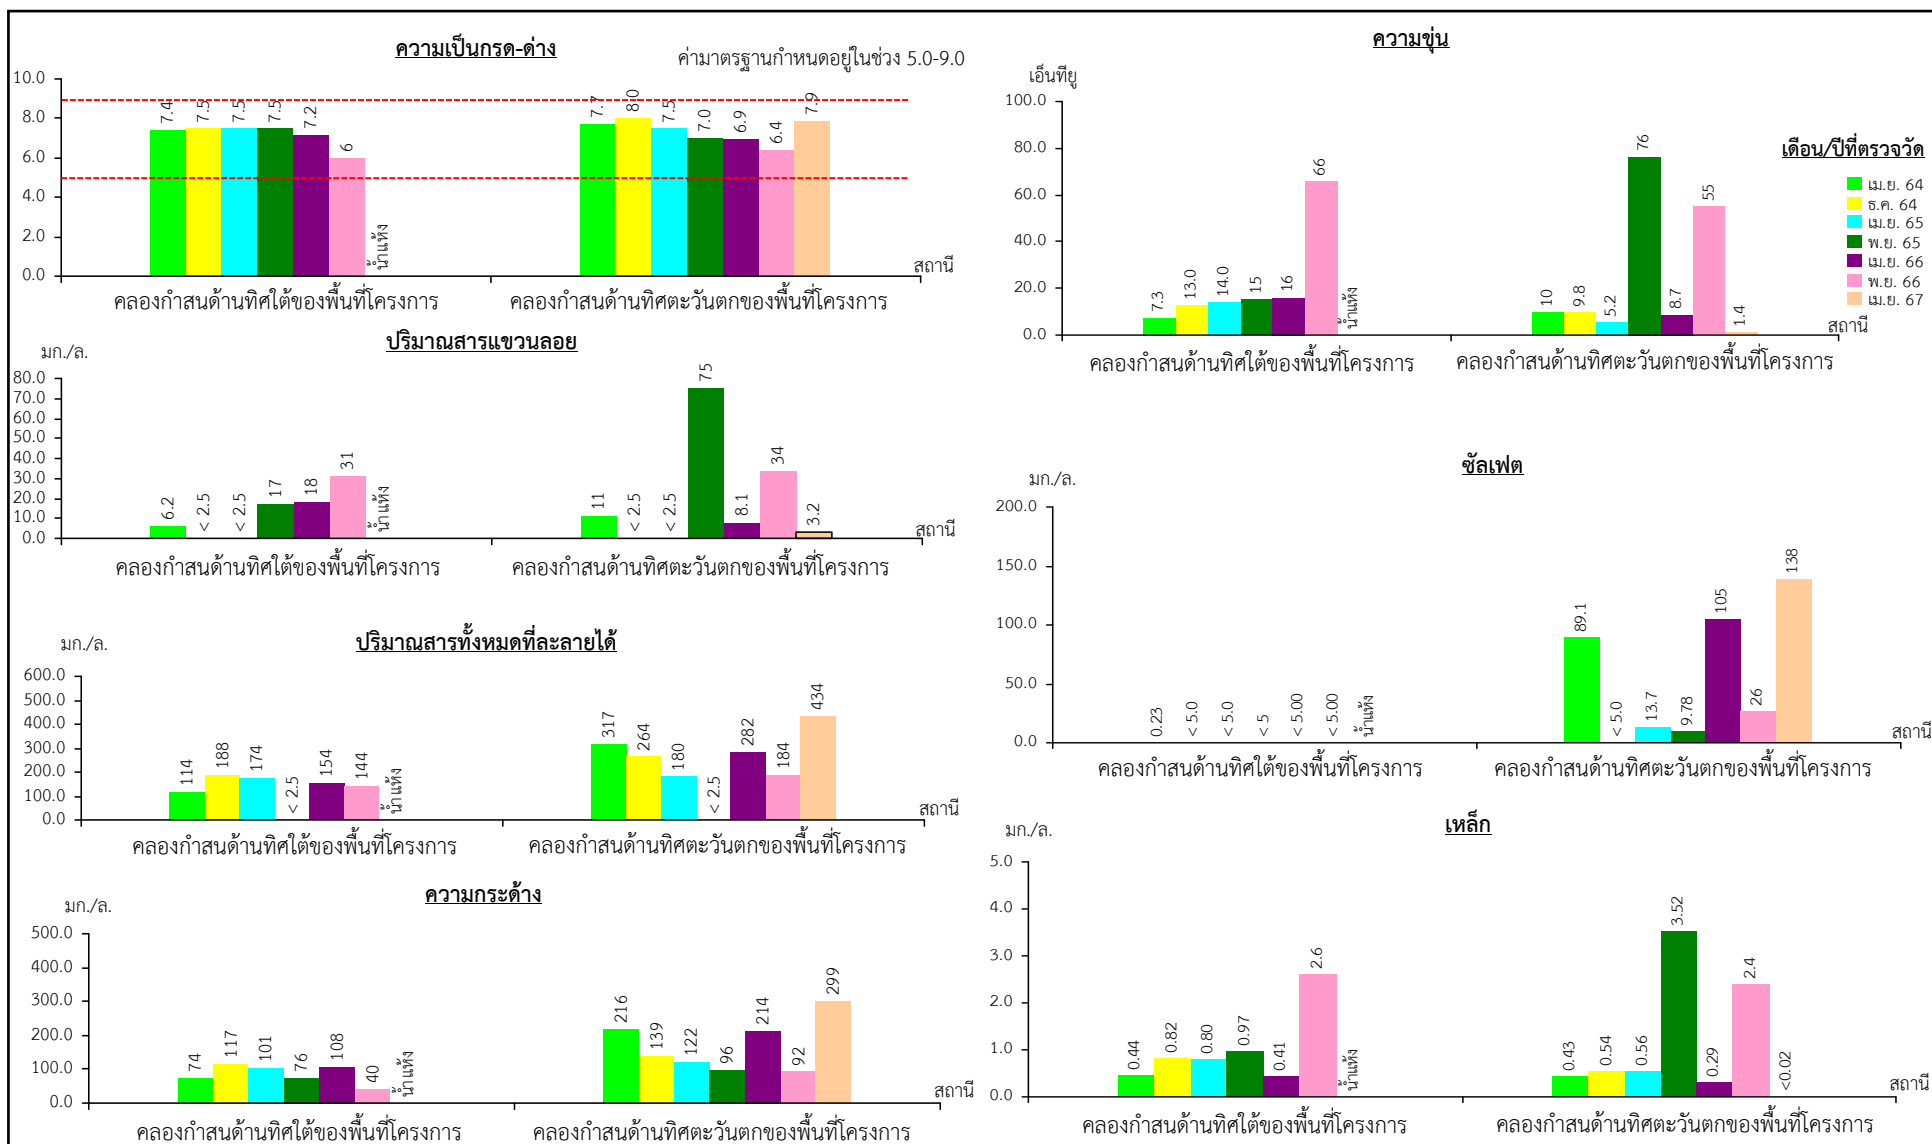 ความเป็นกรด-ด่าง
ค่ามาตรฐานกำหนดอยู่ในช่วง 5.0-9.0
10.0
8.0
6.0
4.0
2.0
0.0
7.4 7.5 7.5 7.5 7.2 6 น้ำแห้ง
7.7 8.0 7.5 7.0 6.9 6.4 7.9
สถานี
คลองกำสนด้านทิศใต้ของพื้นที่โครงการ คลองกำสนด้านทิศตะวันตกของพื้นที่โครงการ
ปริมาณสารแขวนลอย
มก./ล.
80.0
70.0
60.0
50.0
40.0
30.0
20.0
10.0
0.0
6.2 < 2.5 < 2.5 17 18 31 น้ำแห้ง
11 < 2.5 < 2.5 75 8.1 34 3.2
สถานี
คลองกำสนด้านทิศใต้ของพื้นที่โครงการ คลองกำสนด้านทิศตะวันตกของพื้นที่โครงการ
ปริมาณสารทั้งหมดที่ละลายได้
มก./ล.
600.0
500.0
400.0
300.0
200.0
100.0
0.0
114 188 174 < 2.5 154 144 น้ำแห้ง
317 264 180 < 2.5 282 184 434
สถานี
คลองกำสนด้านทิศใต้ของพื้นที่โครงการ คลองกำสนด้านทิศตะวันตกของพื้นที่โครงการ
ความกระด้าง
มก./ล.
500.0
400.0
300.0
200.0
100.0
0.0
74 117 101 76 108 40 น้ำแห้ง
216 139 122 96 214 92 299
สถานี
คลองกำสนด้านทิศใต้ของพื้นที่โครงการ คลองกำสนด้านทิศตะวันตกของพื้นที่โครงการ
ความขุ่น
เอ็นทียู
100.0
80.0
60.0
40.0
20.0
0.0
7.3 13.0 14.0 15 16 66 น้ำแห้ง
10 9.8 5.2 76 8.7 55 1.4
สถานี
คลองกำสนด้านทิศใต้ของพื้นที่โครงการ คลองกำสนด้านทิศตะวันตกของพื้นที่โครงการ
เดือน/ปีที่ตรวจวัด
เม.ย. 64
ธ.ค. 64
เม.ย. 65
พ.ย. 65
เม.ย. 66
พ.ย. 66
เม.ย. 67
ซัลเฟต
มก./ล.
200.0
150.0
100.0
50.0
0.0
0.23 < 5.0 < 5.0 < 5 < 5.00 < 5.00 น้ำแห้ง
89.1 < 5.0 13.7 9.78 105 26 138
สถานี
คลองกำสนด้านทิศใต้ของพื้นที่โครงการ คลองกำสนด้านทิศตะวันตกของพื้นที่โครงการ
เหล็ก
มก./ล.
5.0
4.0
3.0
2.0
1.0
0.0
0.44 0.82 0.80 0.97 0.41 2.6 น้ำแห้ง
0.43 0.54 0.56 3.52 0.29 2.4 <0.02
สถานี
คลองกำสนด้านทิศใต้ของพื้นที่โครงการ คลองกำสนด้านทิศตะวันตกของพื้นที่โครงการ